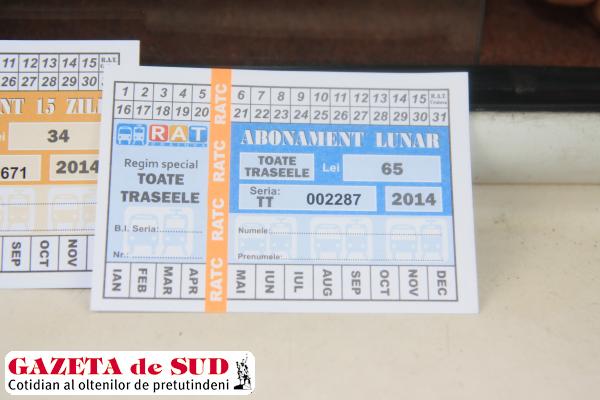 11 12 13 14 15 R.A.T.
26 27 28 29 30
NT 15 ZIL
ei 34
671 2014
SEP OCT NOV
1 2 3 4 5 RATC 6 7 8 9 10 11 12 13 14 15 R.A.T. Craiova
16 17 18 19 20 21 22 23 24 25 26 27 28 29 30 31
RAT
CRAIOVA
ABONAMENT LUNAR
Regim special
TOATE
TRASEELE
RATC
TOATE
TRASEELE
Lei 65
Seria:
TT 002287 2014
RATC
B.I. Seria:
Nr.:
Numele:
Prenumele:
RATC
IAN FEB MAR APR MAI IUN IUL AUG SEP OCT NOV DEC
GAZETA de SUD
Cotidian al oltenilor de pretutindeni